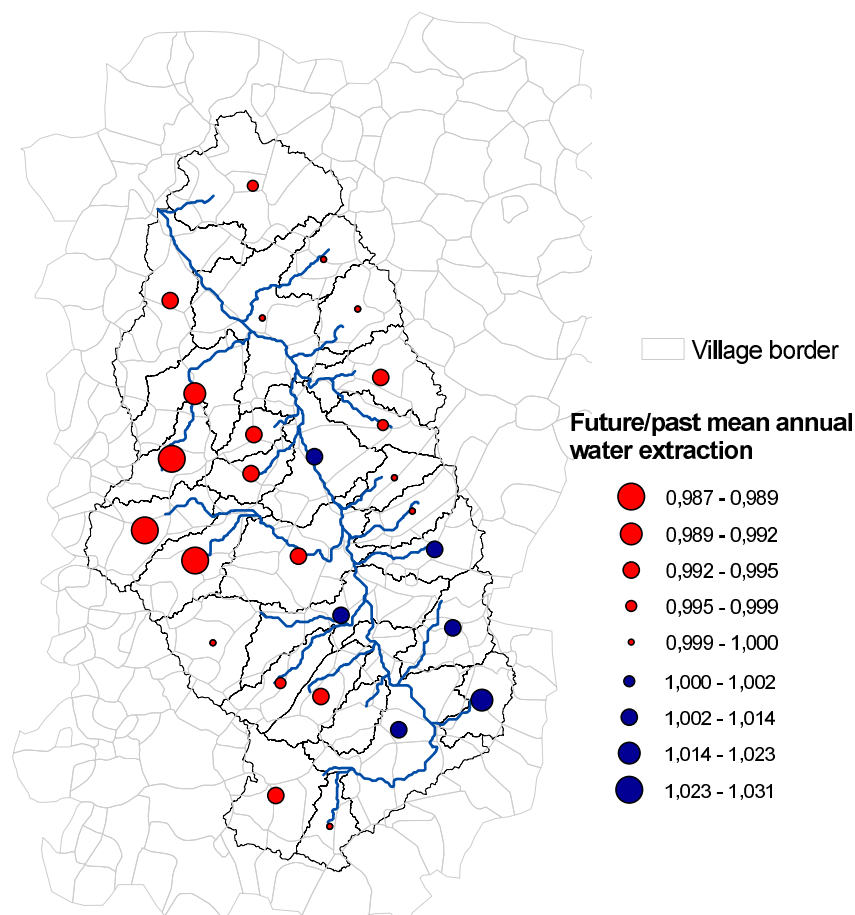 Village border
Future/past mean annual
water extraction
0,987 - 0,989
0,989 - 0,992
0,992 - 0,995
0,995 - 0,999
0,999 - 1,000
1,000 - 1,002
1,002 - 1,014
1,014 - 1,023
1,023 - 1,031